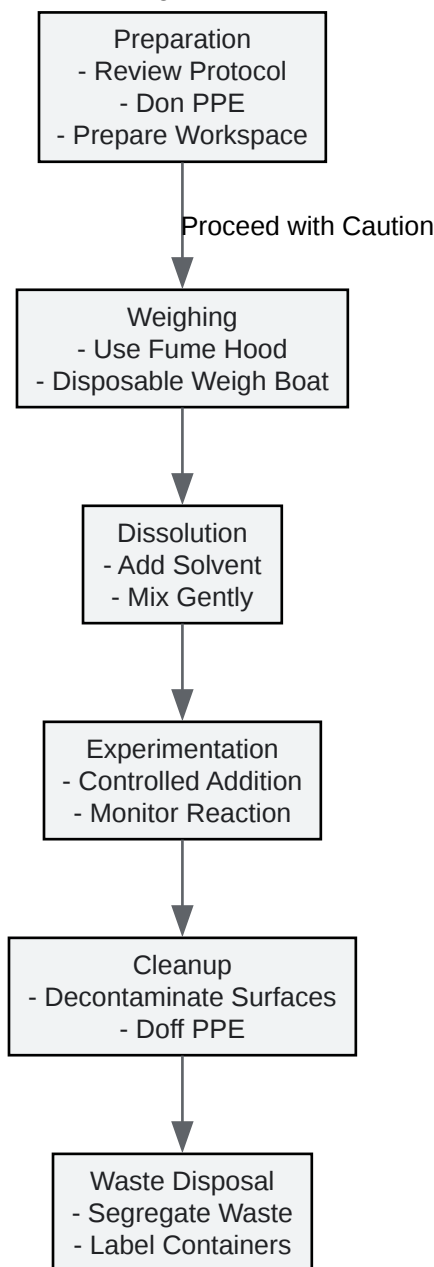 Preparation
- Review Protocol
- Don PPE
- Prepare Workspace
Proceed with Caution
Weighing
- Use Fume Hood
- Disposable Weigh Boat
Dissolution
- Add Solvent
- Mix Gently
Experimentation
- Controlled Addition
- Monitor Reaction
Cleanup
- Decontaminate Surfaces
- Doff PPE
Waste Disposal
- Segregate Waste
- Label Containers